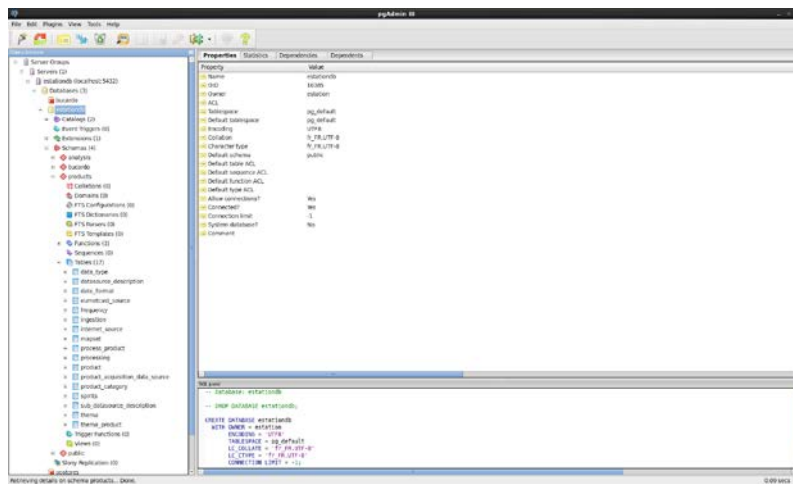 pgAdmin III
File Edit Plugins View Tools Help
Server Groups
Servers (1)
estationdb (localhost:5432)
Databases (3)
bucardo
estationdb
Catalogs (2)
Event Triggers (0)
Extensions (1)
Schemas (4)
analysis
bucardo
products
Collations (0)
Domains (0)
FTS Configurations (0)
FTS Dictionaries (0)
FTS Parsers (0)
FTS Templates (0)
Functions (2)
Sequences (0)
Tables (17)
data_type
datasource_description
date_format
eumetcast_source
frequency
ingestion
internet_source
mapset
process_product
processing
product
product_acquisition_data_source
product_category
spirits
sub_datasource_description
thema
thema_product
Trigger Functions (0)
Views (0)
public
Slony Replication (0)
postgres
Retrieving details on schema products... Done.
Properties Statistics Dependencies Dependents
Property Value
Name estationdb
OID
Owner estation
ACL
Tablespace pg_default
Default tablespace pg_default
Encoding UTF8
Collation fr_FR.UTF-8
Character type fr_FR.UTF-8
Default schema public
Default table ACL
Default sequence ACL
Default function ACL
Default type ACL
Allow connections? Yes
Connected? Yes
Connection limit -1
System database? No
Comment
SQL pane
-- Database: estationdb
-- DROP DATABASE estationdb;
CREATE DATABASE estationdb
WITH OWNER = estation
ENCODING = 'UTF8'
TABLESPACE = pg_default
LC_COLLATE = 'fr_FR.UTF-8'
LC_CTYPE = 'fr_FR.UTF-8'
CONNECTION LIMIT = -1;
0.09 secs